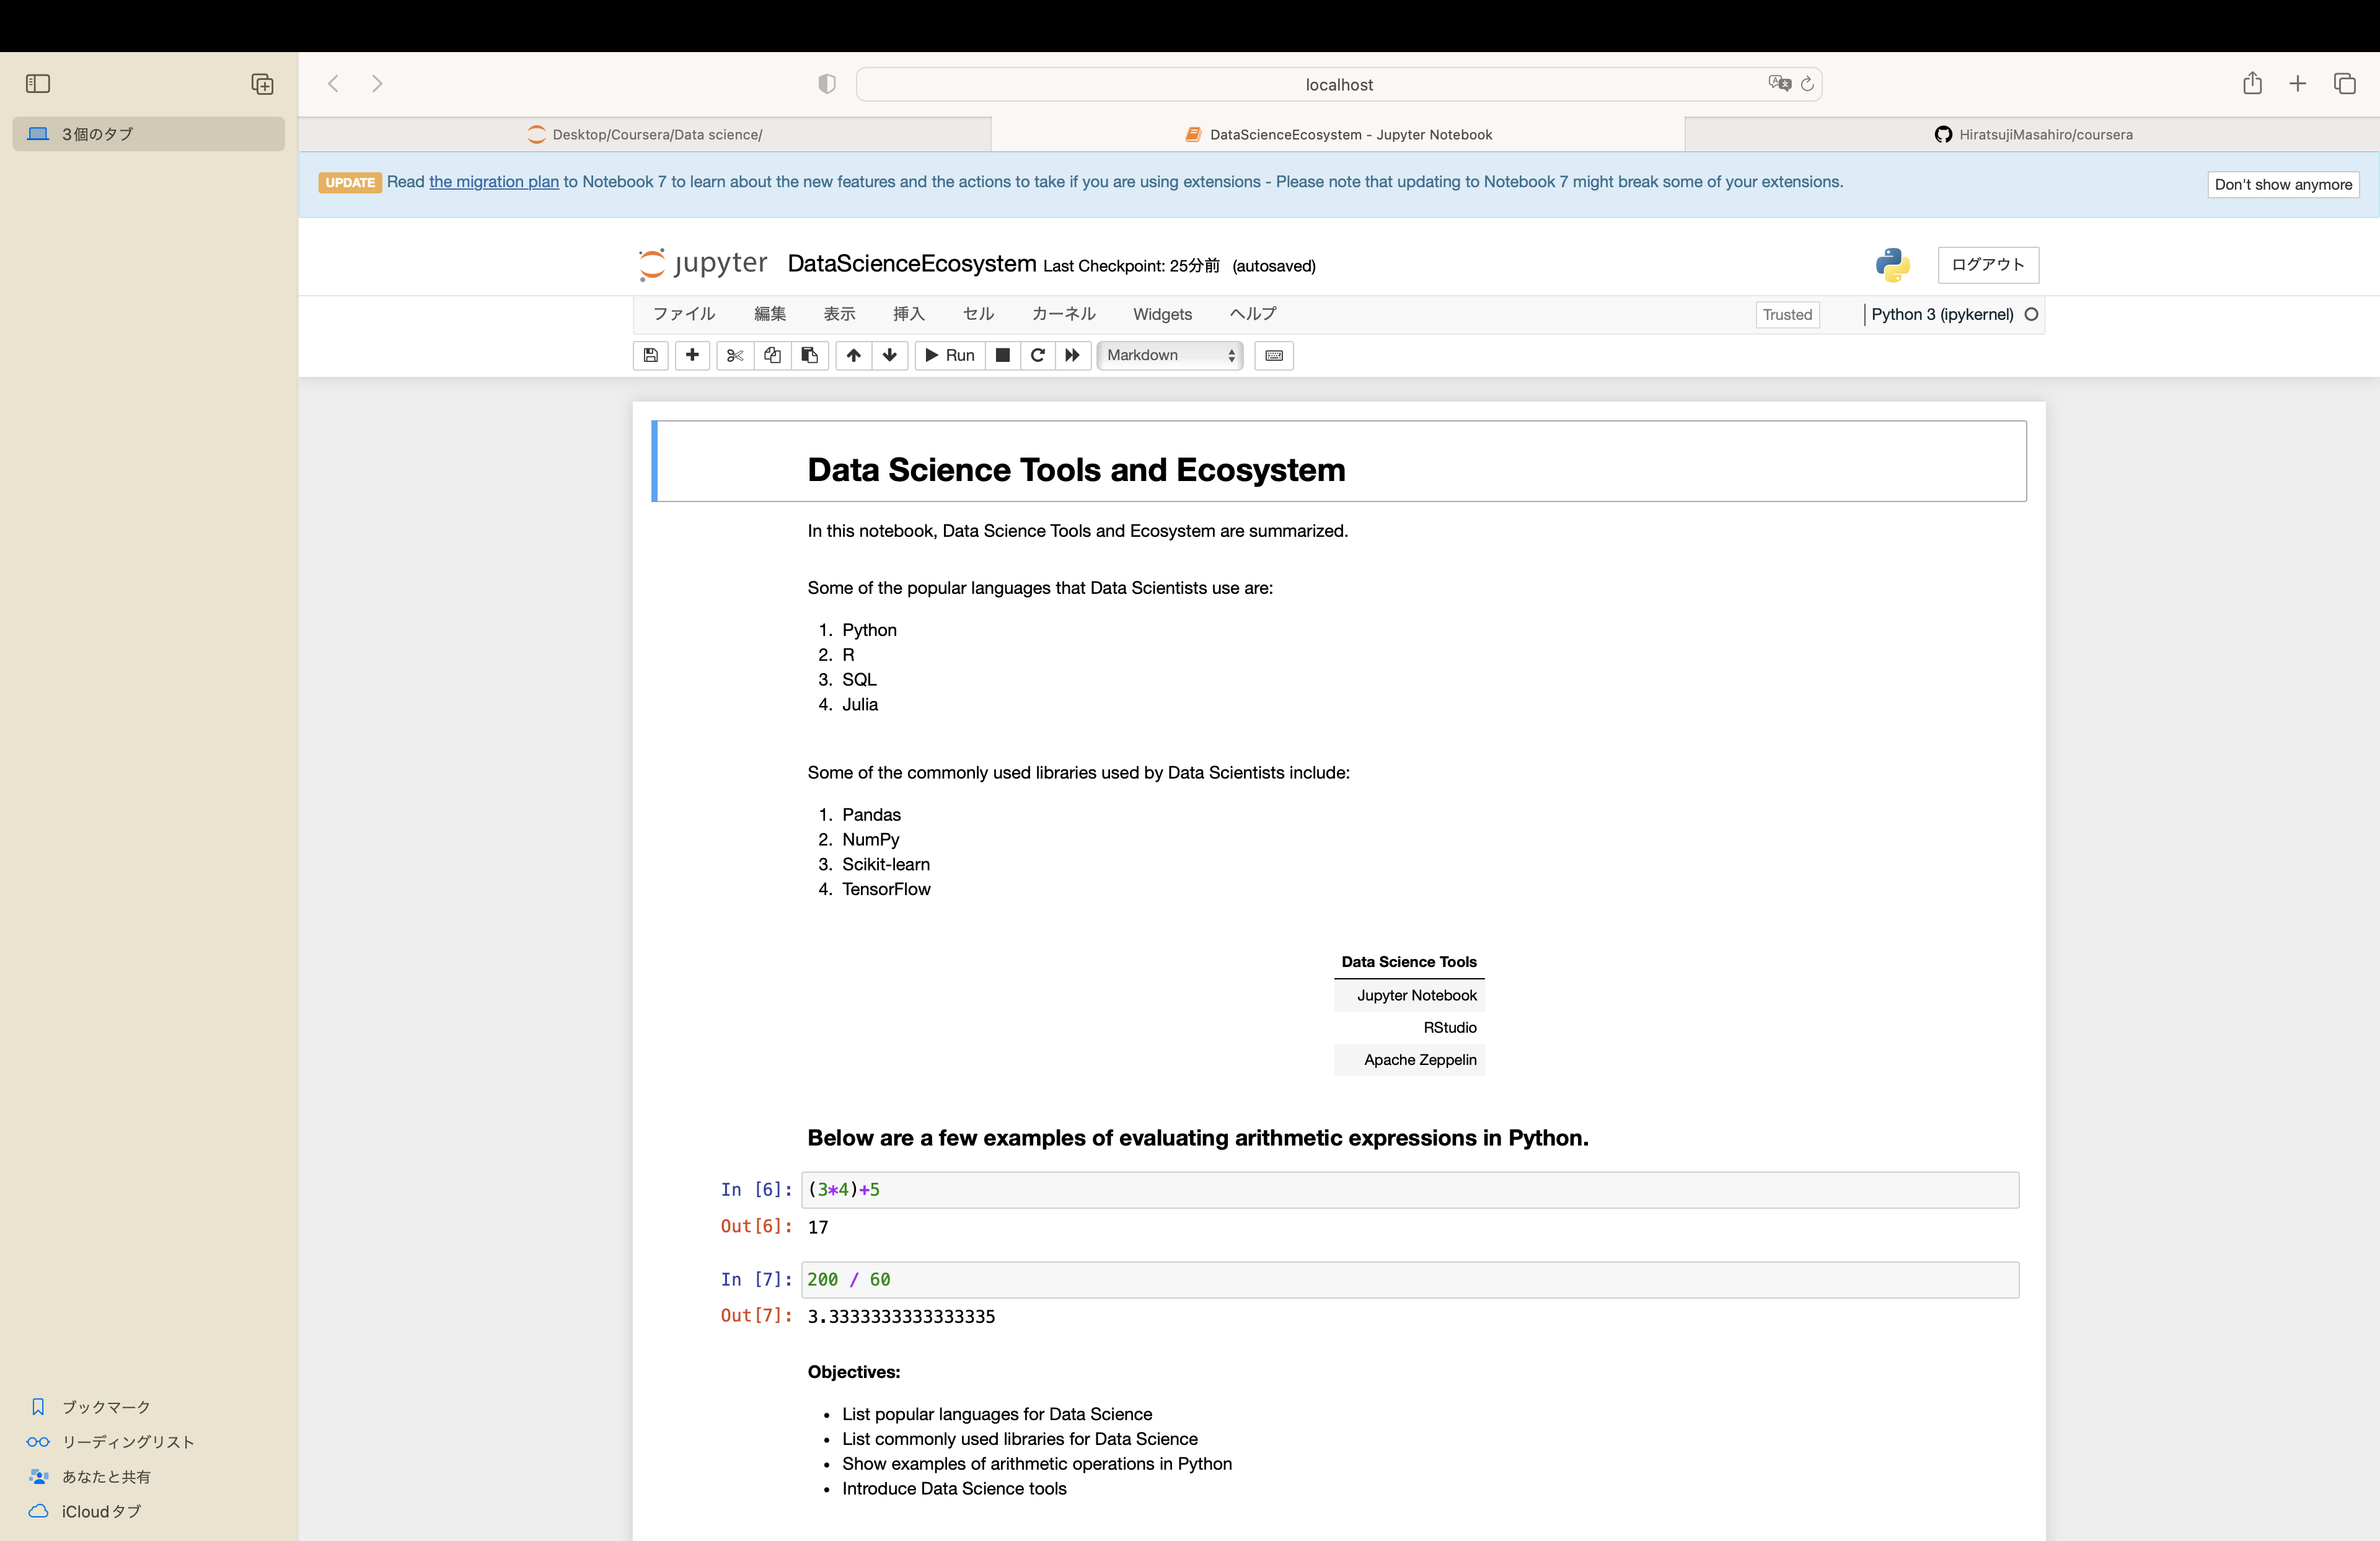 localhost
3個のタブ
Desktop/Coursera/Data science/
DataScienceEcosystem - Jupyter Notebook
HiratsujiMasahiro/coursera
UPDATE Read the migration plan to Notebook 7 to learn about the new features and the actions to take if you are using extensions - Please note that updating to Notebook 7 might break some of your extensions.
Don't show anymore
jupyter DataScienceEcosystem Last Checkpoint: 25分前 (autosaved)
ログアウト
ファイル 編集 表示 挿入 セル カーネル Widgets ヘルプ
Trusted
Python 3 (ipykernel)
Run
Markdown
Data Science Tools and Ecosystem
In this notebook, Data Science Tools and Ecosystem are summarized.
Some of the popular languages that Data Scientists use are:
1. Python
2. R
3. SQL
4. Julia
Some of the commonly used libraries used by Data Scientists include:
1. Pandas
2. NumPy
3. Scikit-learn
4. TensorFlow
Data Science Tools
Jupyter Notebook
RStudio
Apache Zeppelin
Below are a few examples of evaluating arithmetic expressions in Python.
In [6]: (3*4)+5
Out[6]: 17
In [7]: 200 / 60
Out[7]: 3.3333333333333335
Objectives:
• List popular languages for Data Science
• List commonly used libraries for Data Science
• Show examples of arithmetic operations in Python
• Introduce Data Science tools
ブックマーク
リーディングリスト
あなたと共有
iCloudタブ